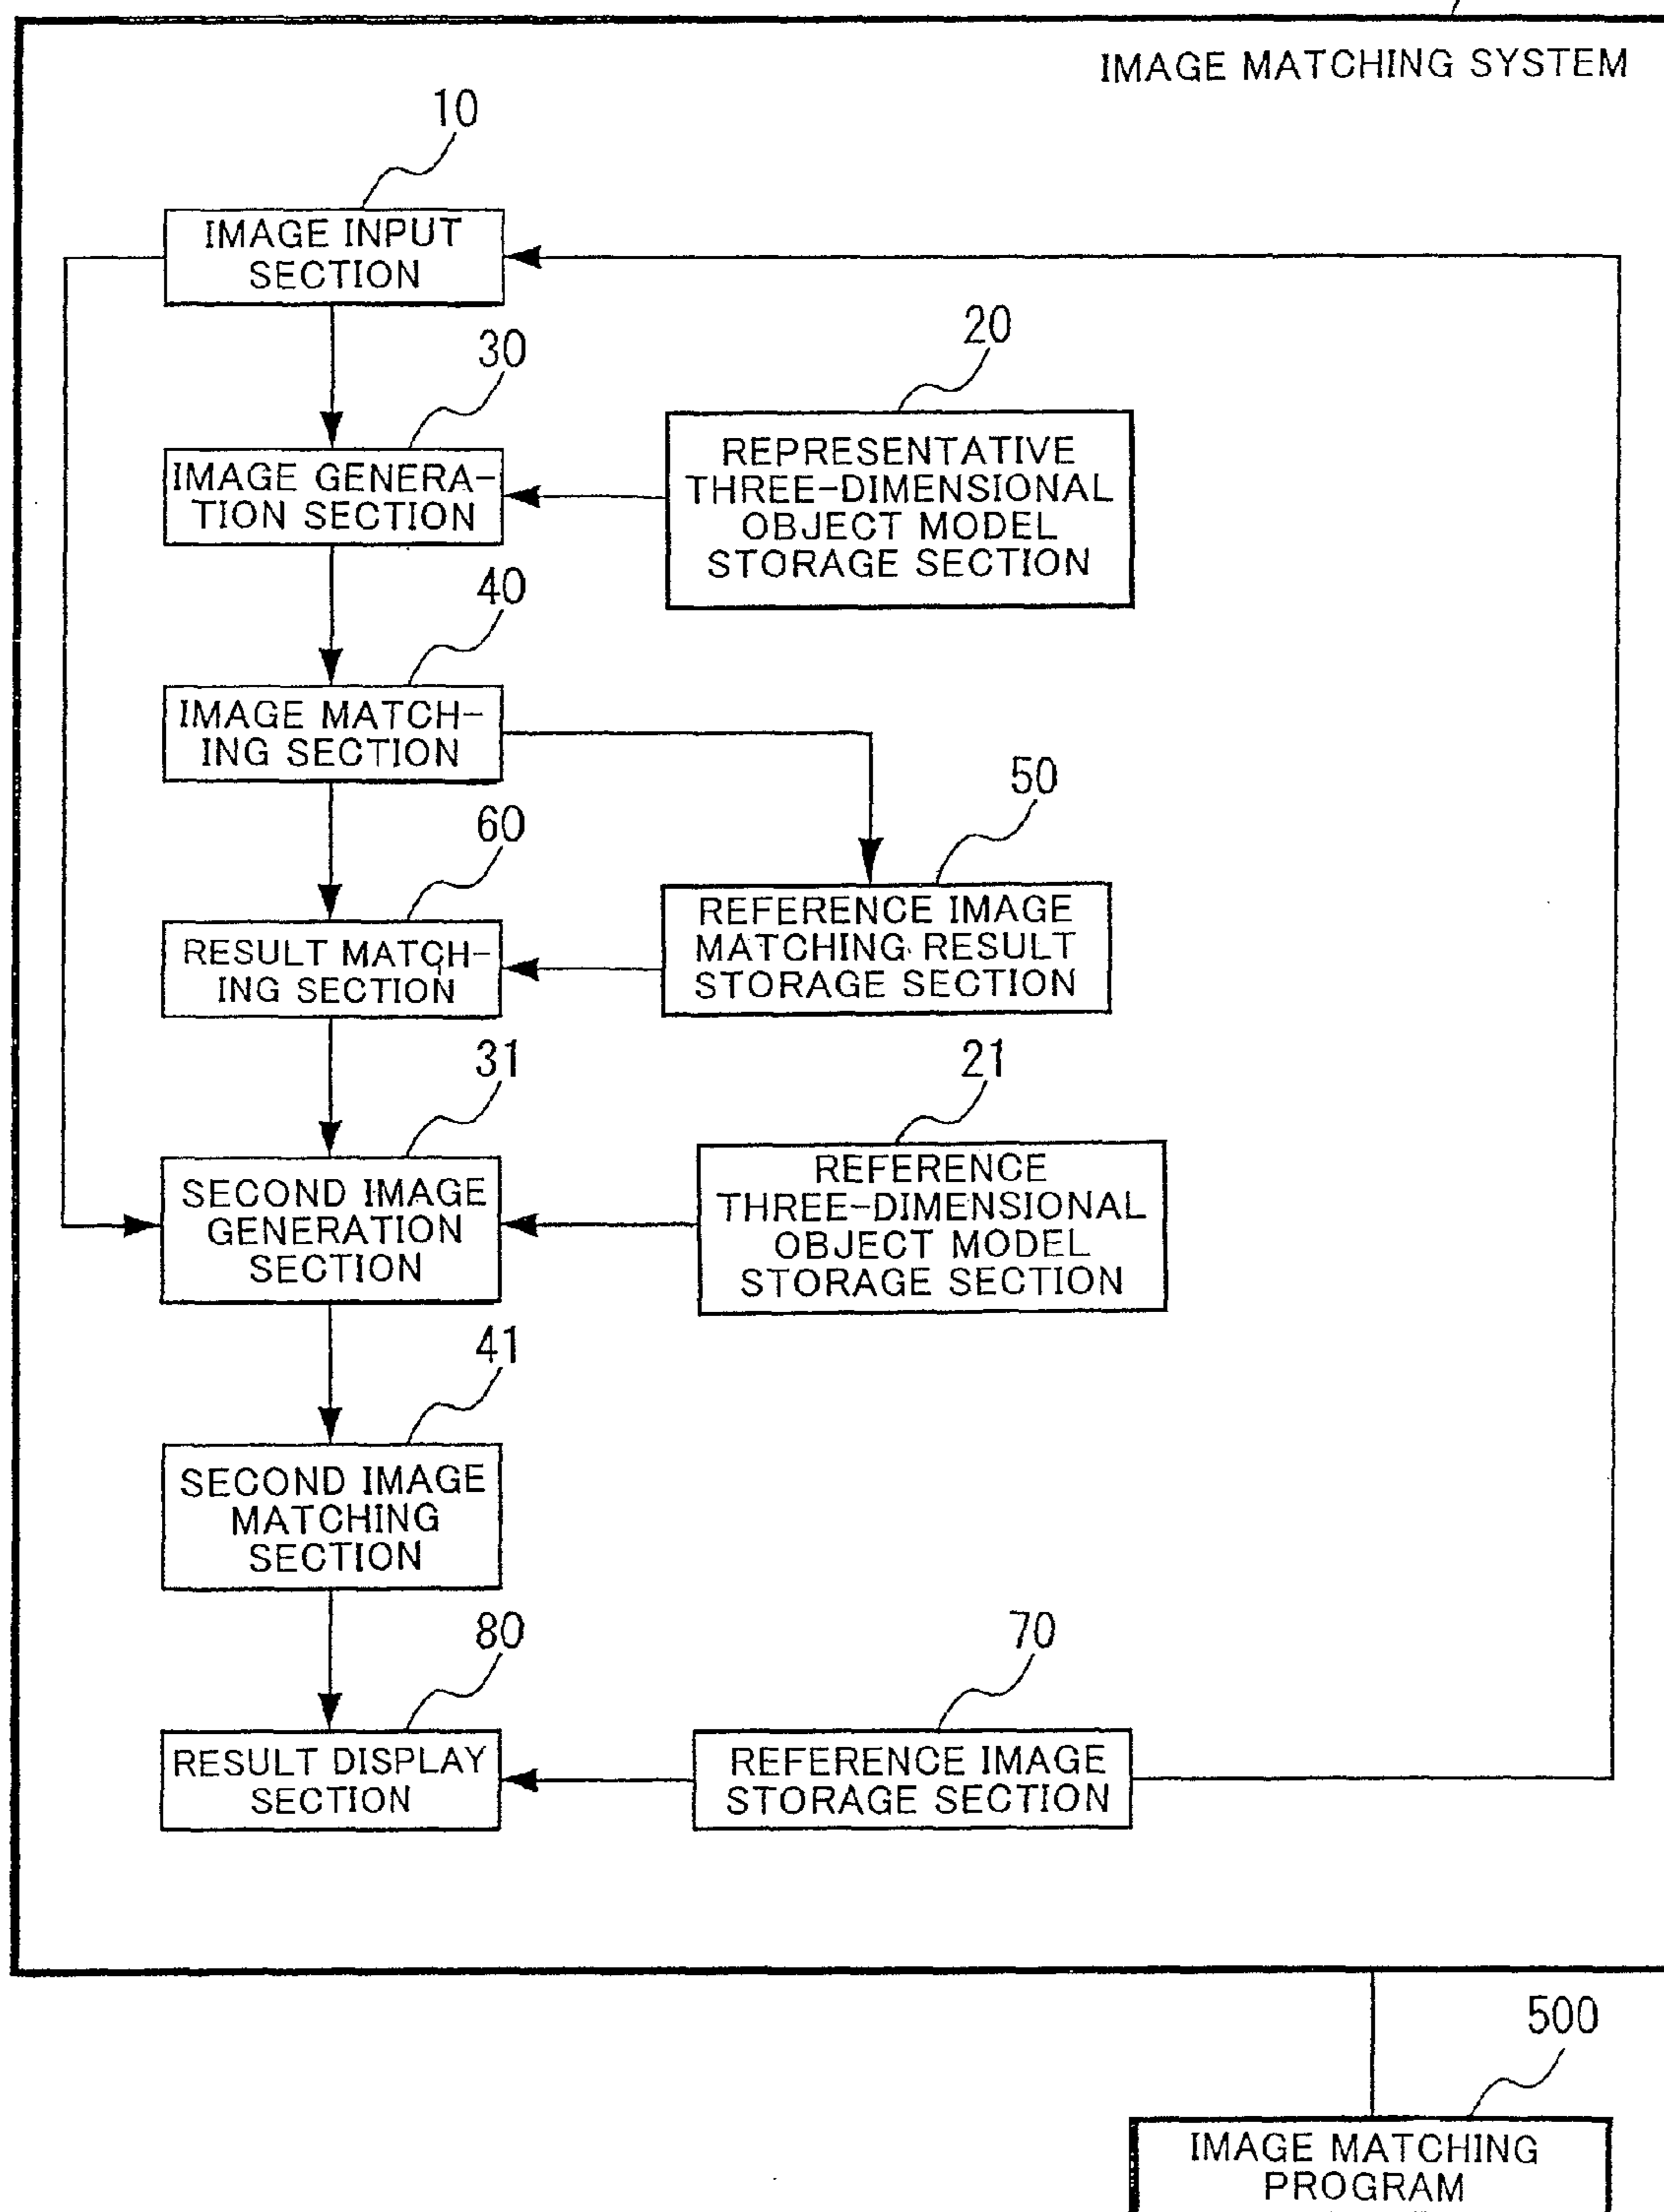 IMAGE MATCHING SYSTEM
10
IMAGE INPUT
SECTION
30
IMAGE GENERA-
TION SECTION
20
REPRESENTATIVE
THREE-DIMENSIONAL
OBJECT MODEL
STORAGE SECTION
40
IMAGE MATCH-
ING SECTION
50
REFERENCE IMAGE
MATCHING RESULT
STORAGE SECTION
60
RESULT MATCH-
ING SECTION
31
SECOND IMAGE
GENERATION
SECTION
21
REFERENCE
THREE-DIMENSIONAL
OBJECT MODEL
STORAGE SECTION
41
SECOND IMAGE
MATCHING
SECTION
80
RESULT DISPLAY
SECTION
70
REFERENCE IMAGE
STORAGE SECTION
500
IMAGE MATCHING
PROGRAM